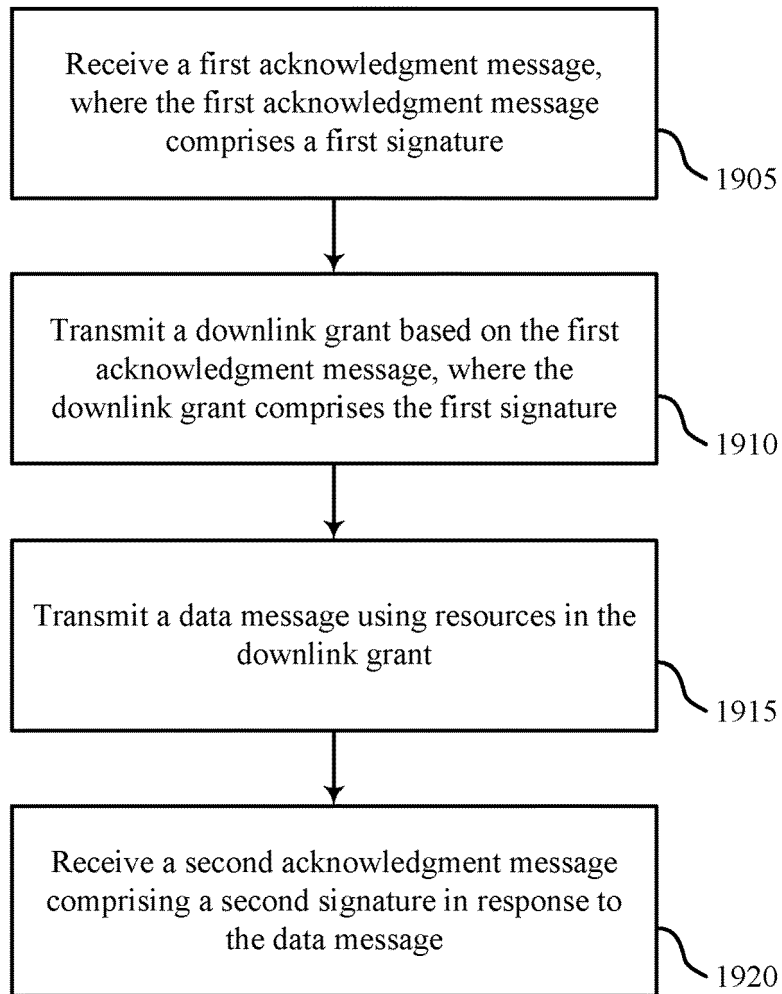 Receive a first acknowledgment message,
where the first acknowledgment message
comprises a first signature
1905
Transmit a downlink grant based on the first
acknowledgment message, where the
downlink grant comprises the first signature
1910
Transmit a data message using resources in the
downlink grant
1915
Receive a second acknowledgment message
comprising a second signature in response to
the data message
1920